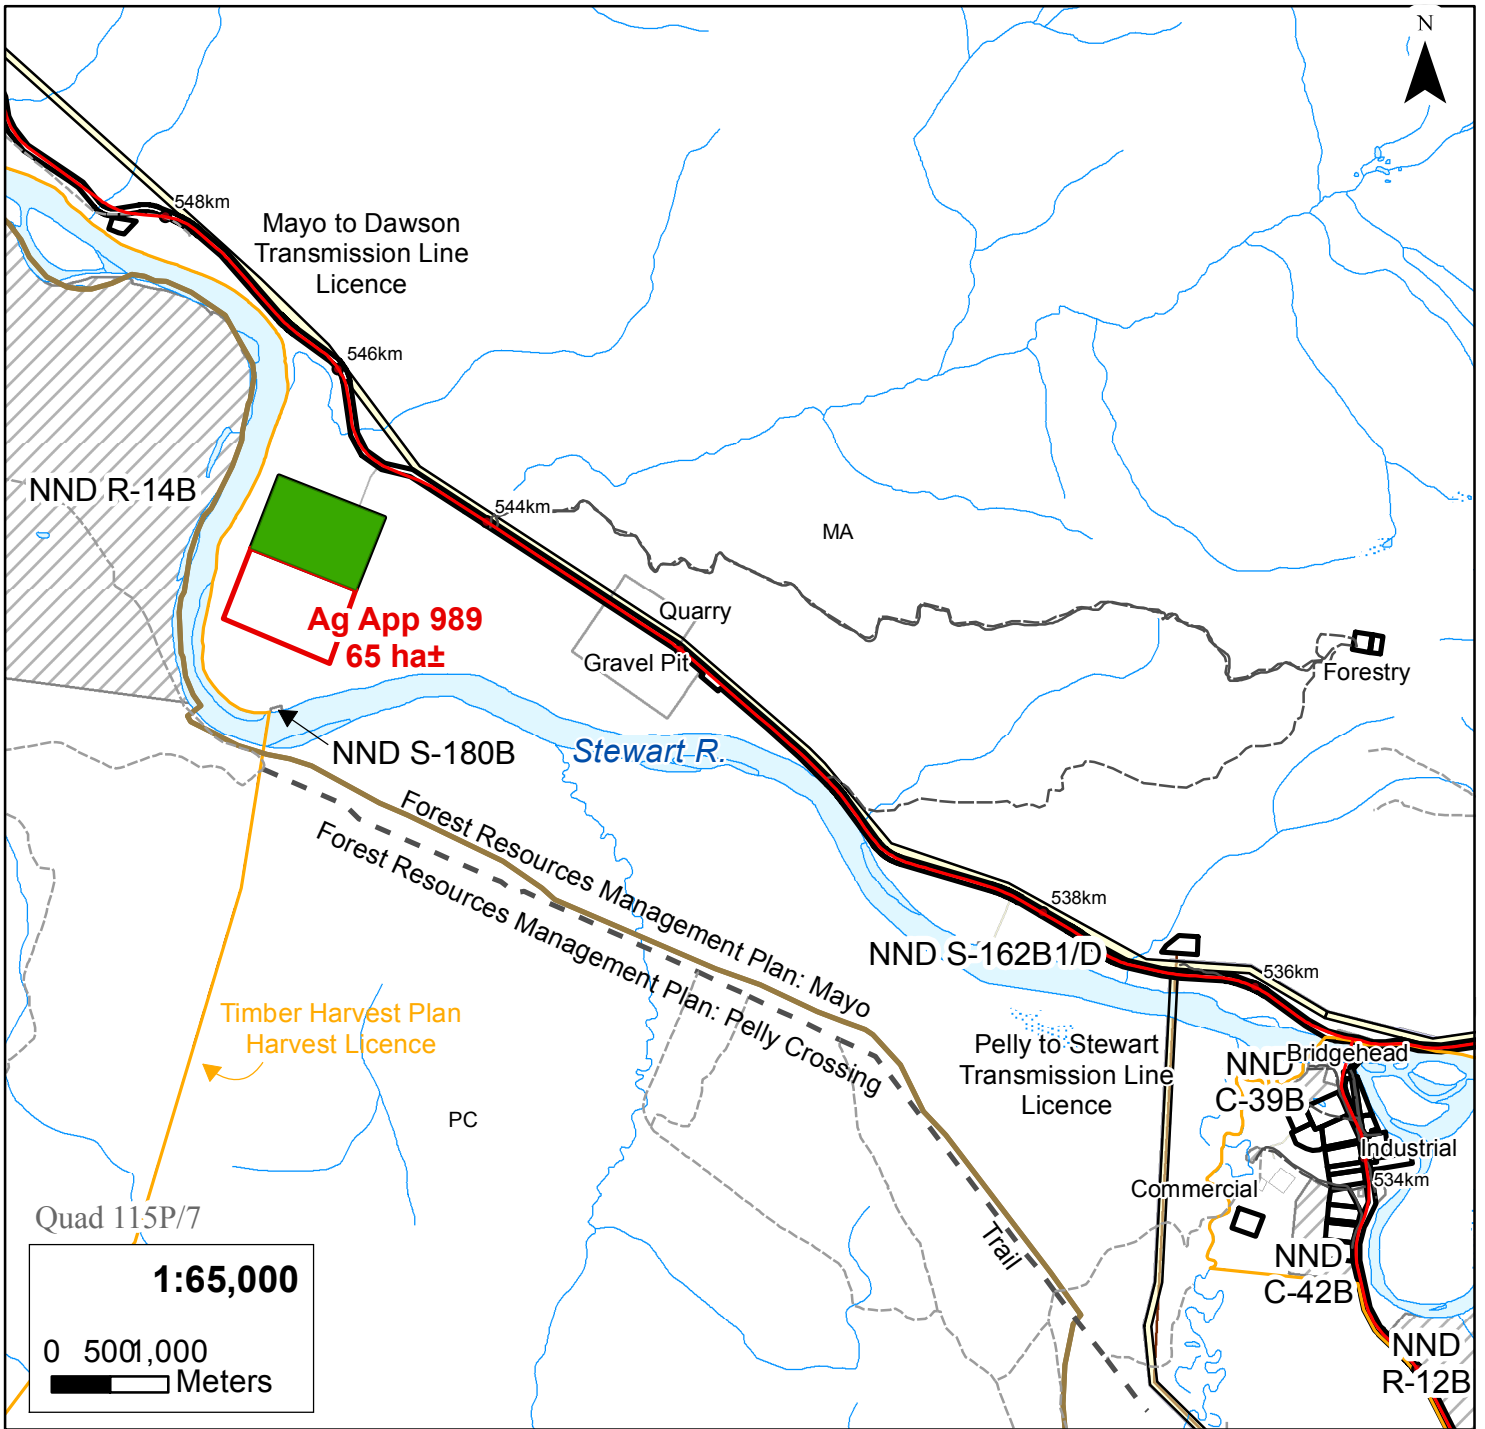 N
548km
Mayo to Dawson
Transmission Line
Licence
546km
NND R-14B
544km
MA
Quarry
Ag App 989
65 ha±
Gravel Pit
Forestry
NND S-180B
Stewart R.
Forest Resources Management Plan: Mayo
Forest Resources Management Plan: Pelly Crossing
538km
NND S-162B1/D
536km
Timber Harvest Plan
Harvest Licence
Pelly to Stewart
Transmission Line
Licence
Bridgehead
NND
C-39B
PC
Industrial
534km
Commercial
Trail
NND
C-42B
NND
R-12B
Quad 115P/7
1:65,000
0 500 1,000
Meters